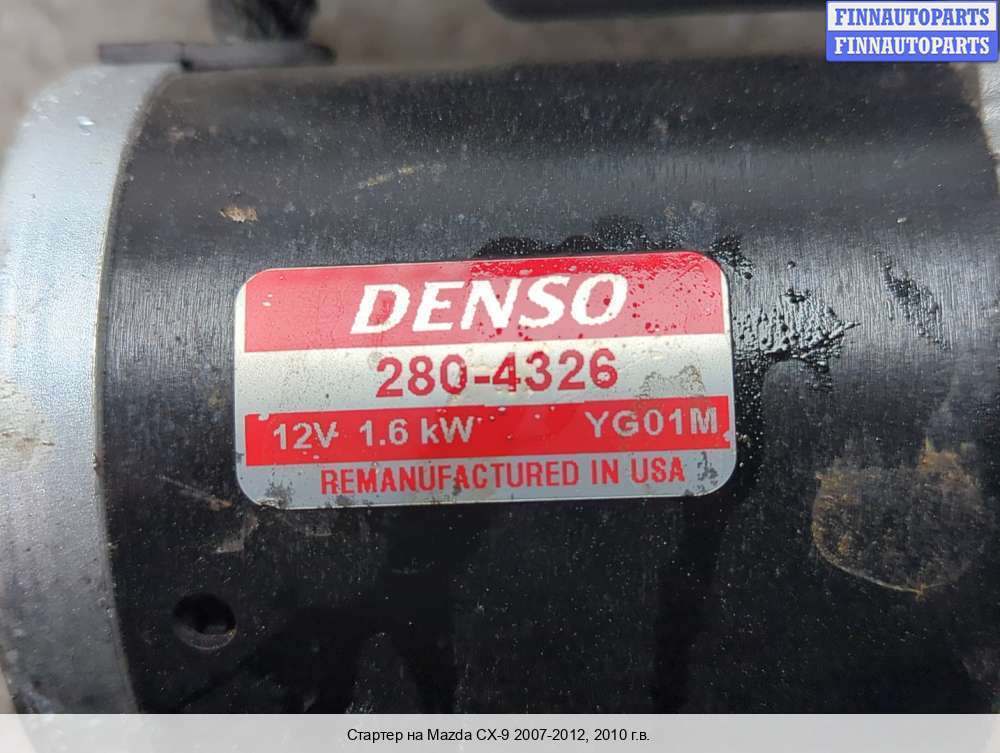 FINNAUTOPARTS
FINNAUTOPARTS
DENSO
280-4326
12V 1.6 kW YG01M
REMANUFACTURED IN USA
Стартер на Mazda CX-9 2007-2012, 2010 г.в.